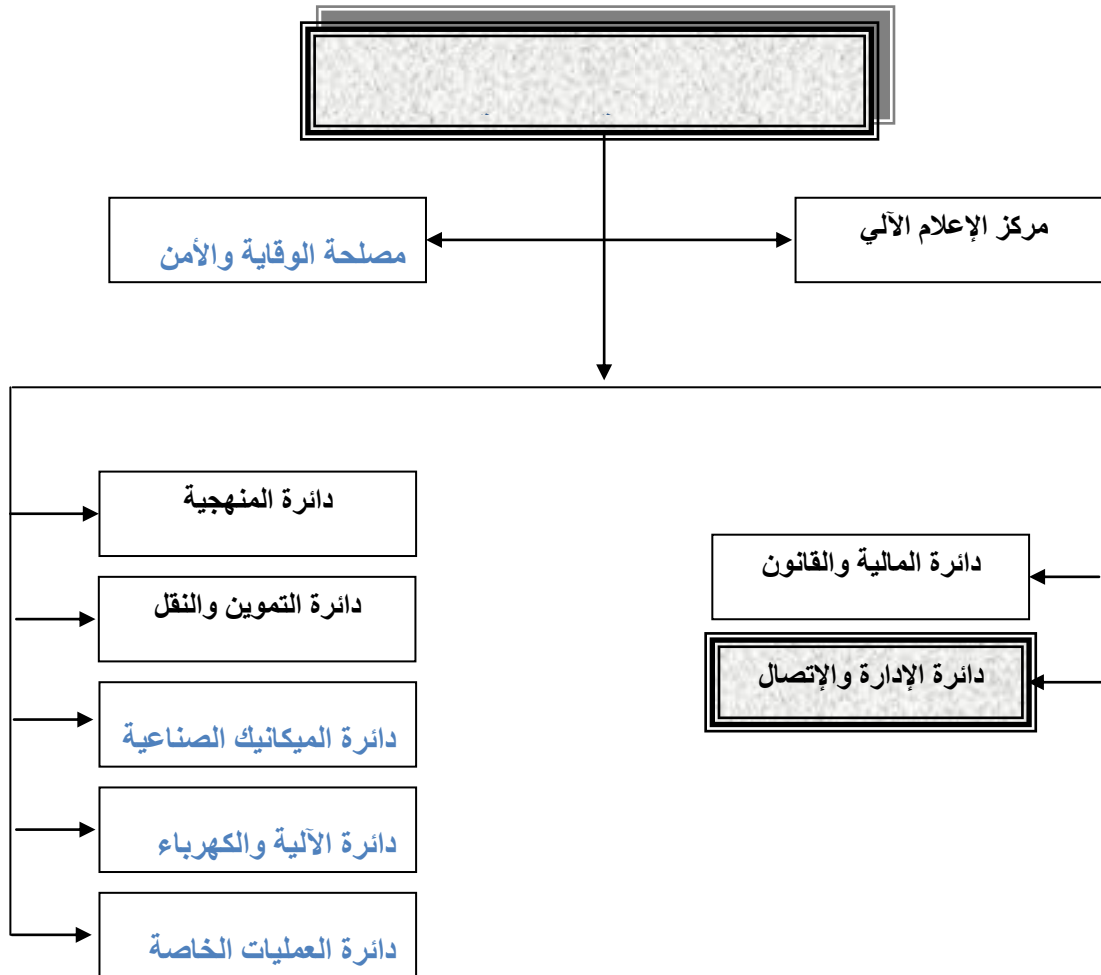 مركز الإعلام الآلي
مصلحة الوقاية والأمن
دائرة المنهجية
دائرة المالية والقانون
دائرة التموين والنقل
دائرة الإدارة والإتصال
دائرة الميكانيك الصناعية
دائرة الآلية والكهرباء
دائرة العمليات الخاصة